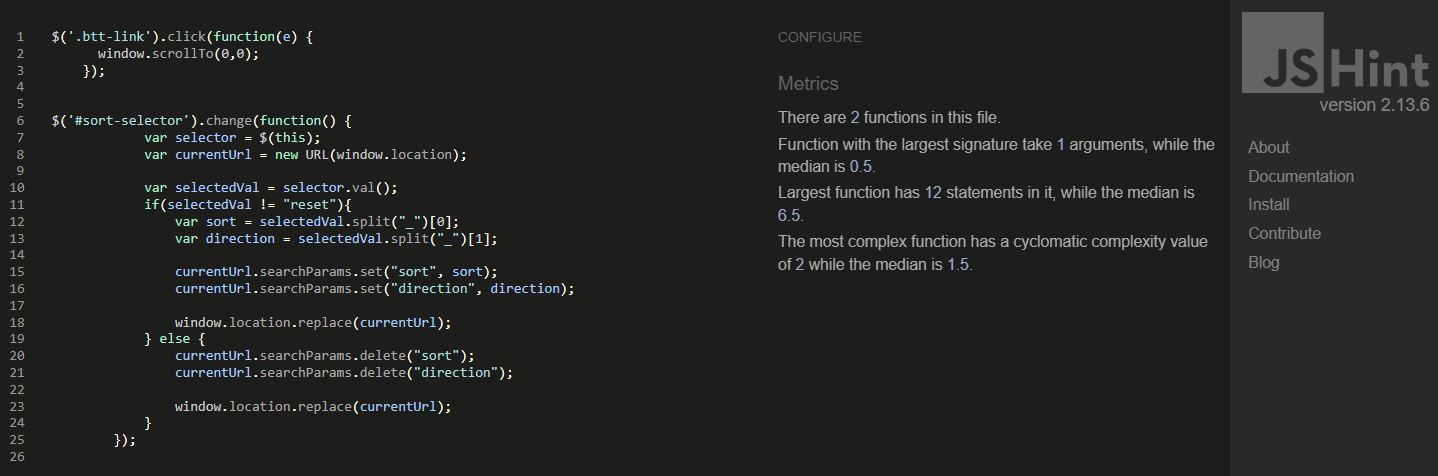 1 $('.btt-link').click(function(e) {
2 window.scrollTo(0,0);
3 });
4
5
6 $('#sort-selector').change(function() {
7 var selector = $(this);
8 var currentUrl = new URL(window.location);
9
10 var selectedVal = selector.val();
11 if(selectedVal != "reset"){
12 var sort = selectedVal.split("_")[0];
13 var direction = selectedVal.split("_")[1];
14
15 currentUrl.searchParams.set("sort", sort);
16 currentUrl.searchParams.set("direction", direction);
17
18 window.location.replace(currentUrl);
19 } else {
20 currentUrl.searchParams.delete("sort");
21 currentUrl.searchParams.delete("direction");
22
23 window.location.replace(currentUrl);
24 }
25 });
26
CONFIGURE
Metrics
There are 2 functions in this file.
Function with the largest signature take 1 arguments, while the
median is 0.5.
Largest function has 12 statements in it, while the median is
6.5.
The most complex function has a cyclomatic complexity value
of 2 while the median is 1.5.
JSHint
version 2.13.6
About
Documentation
Install
Contribute
Blog